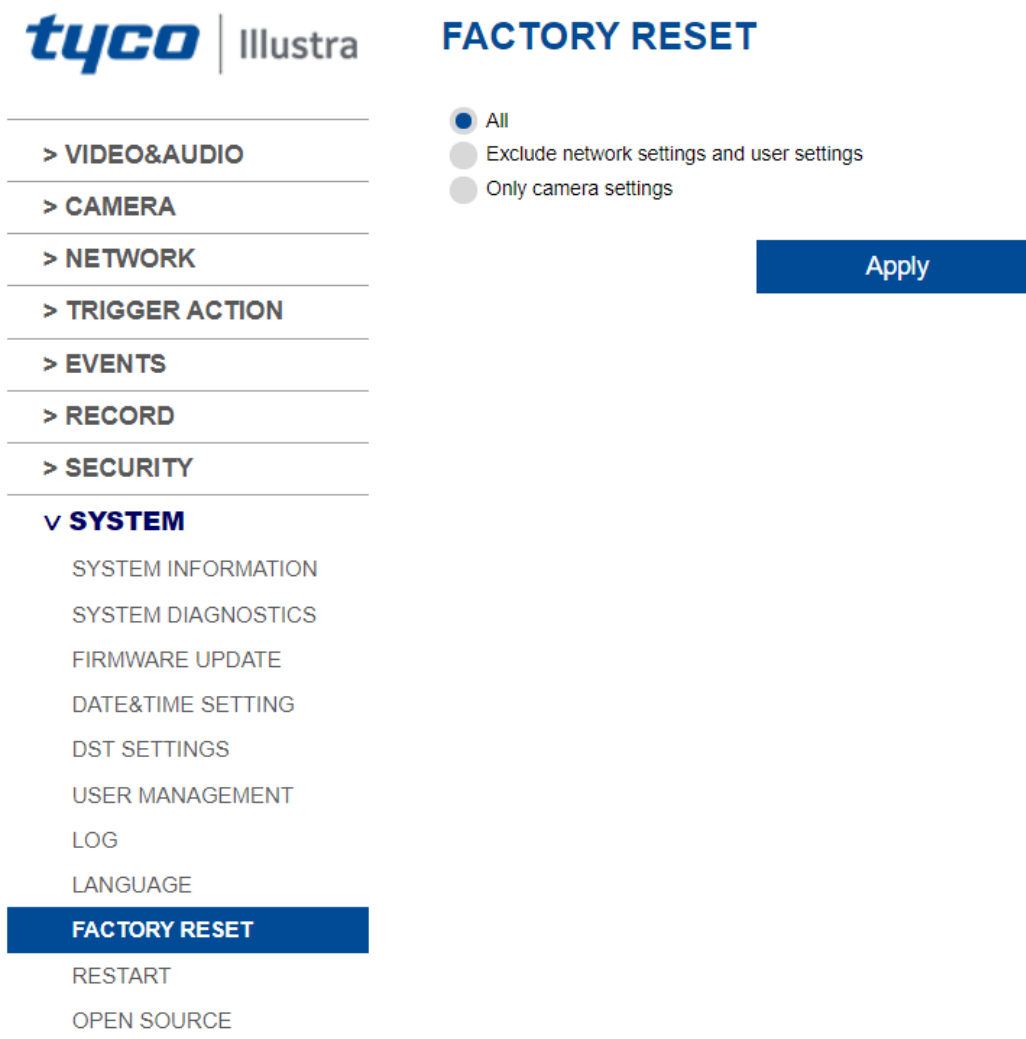 tyco | Illustra
FACTORY RESET
All
Exclude network settings and user settings
Only camera settings
Apply
> VIDEO&AUDIO
> CAMERA
> NETWORK
> TRIGGER ACTION
> EVENTS
> RECORD
> SECURITY
v SYSTEM
SYSTEM INFORMATION
SYSTEM DIAGNOSTICS
FIRMWARE UPDATE
DATE&TIME SETTING
DST SETTINGS
USER MANAGEMENT
LOG
LANGUAGE
FACTORY RESET
RESTART
OPEN SOURCE